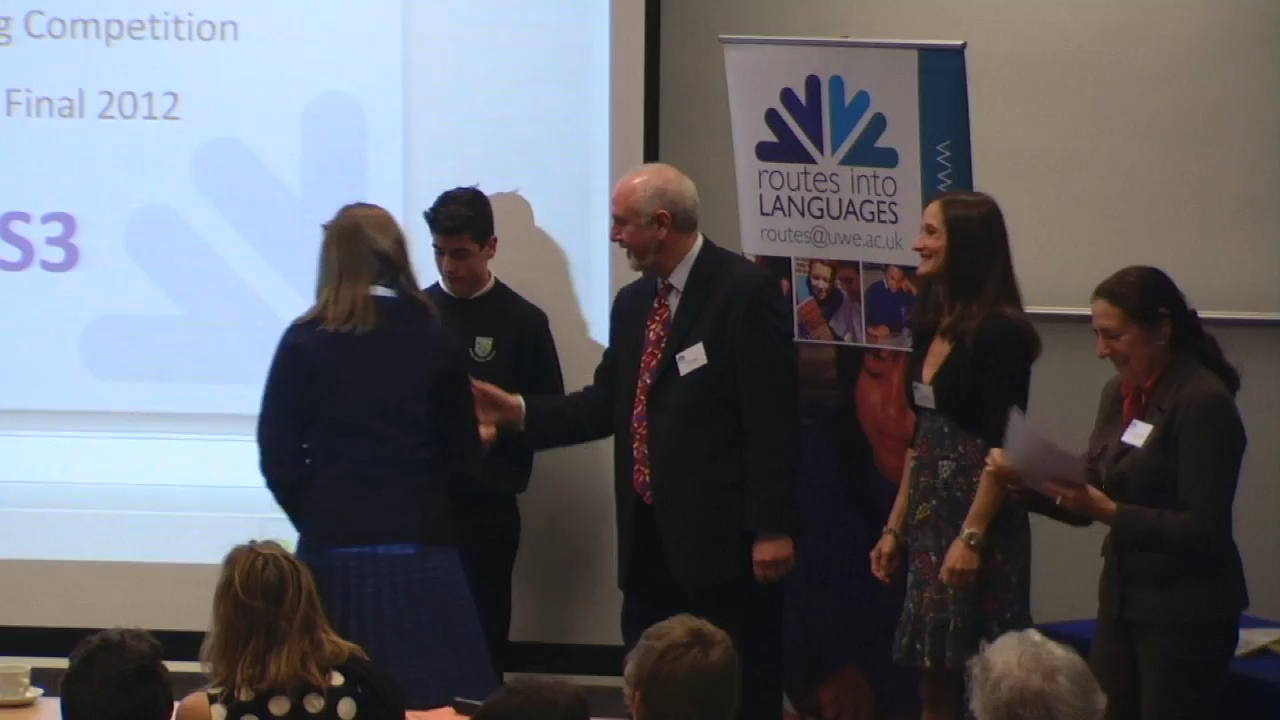 g Competition
Final 2012
S3
routes into
LANGUAGES
routes@uwe.ac.uk